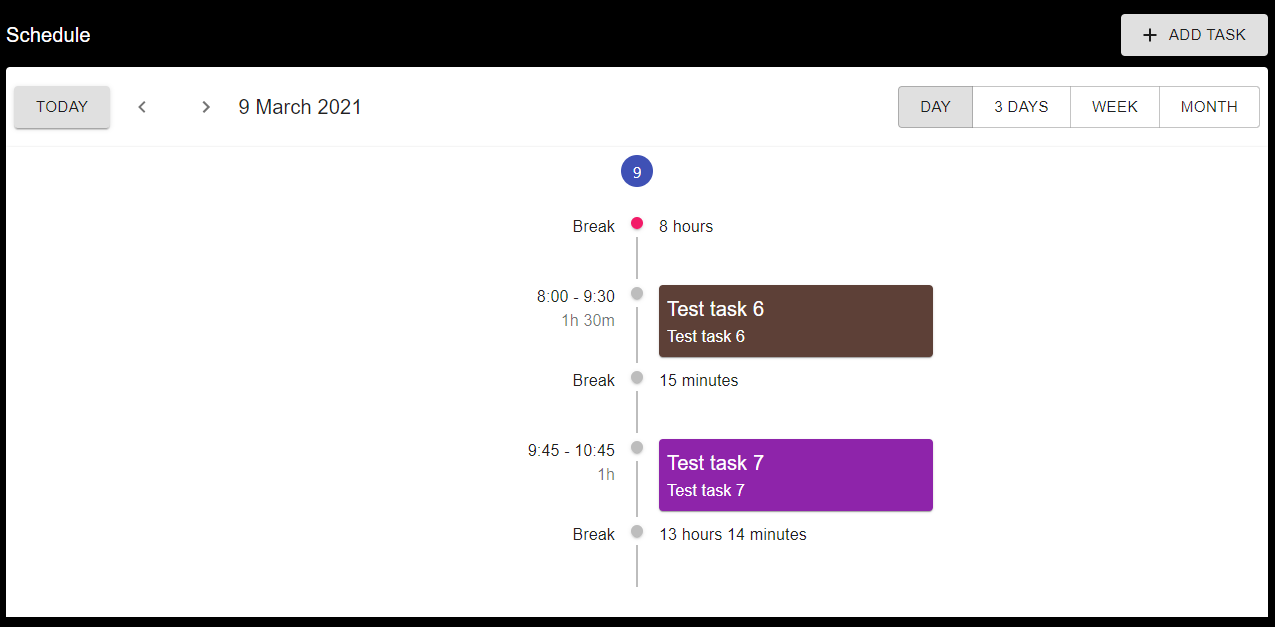 Schedule
+ ADD TASK
TODAY
9 March 2021
DAY
3 DAYS
WEEK
MONTH
9
Break
8 hours
8:00 - 9:30
1h 30m
Test task 6
Test task 6
Break
15 minutes
9:45 - 10:45
1h
Test task 7
Test task 7
Break
13 hours 14 minutes